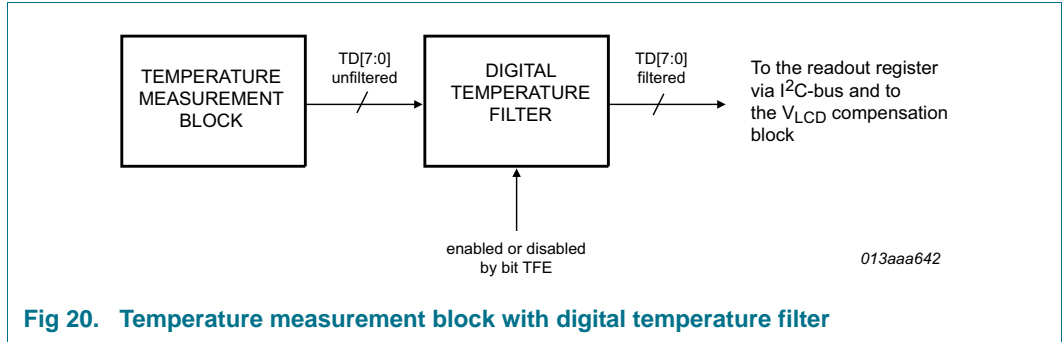 TEMPERATURE
MEASUREMENT
BLOCK
TD[7:0]
unfiltered
DIGITAL
TEMPERATURE
FILTER
TD[7:0]
filtered
To the readout register
via I2C-bus and to
the VLCD compensation
block
enabled or disabled
by bit TFE
013aaa642
Fig 20. Temperature measurement block with digital temperature filter